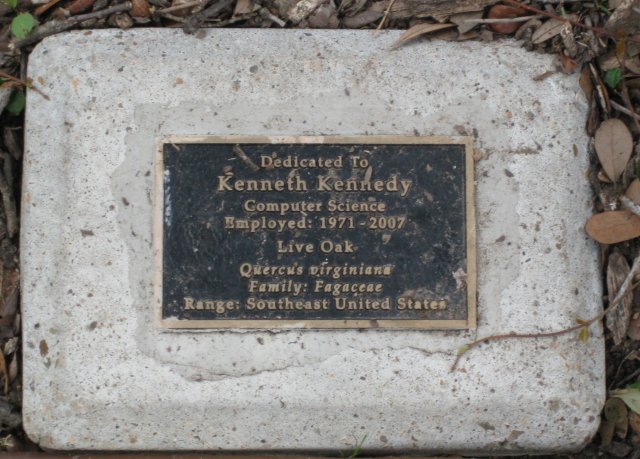 Dedicated To
Kenneth Kennedy
Computer Science
Employed: 1971 - 2007
Live Oak
Quercus virginiana
Family: Fagaceae
Range: Southeast United States